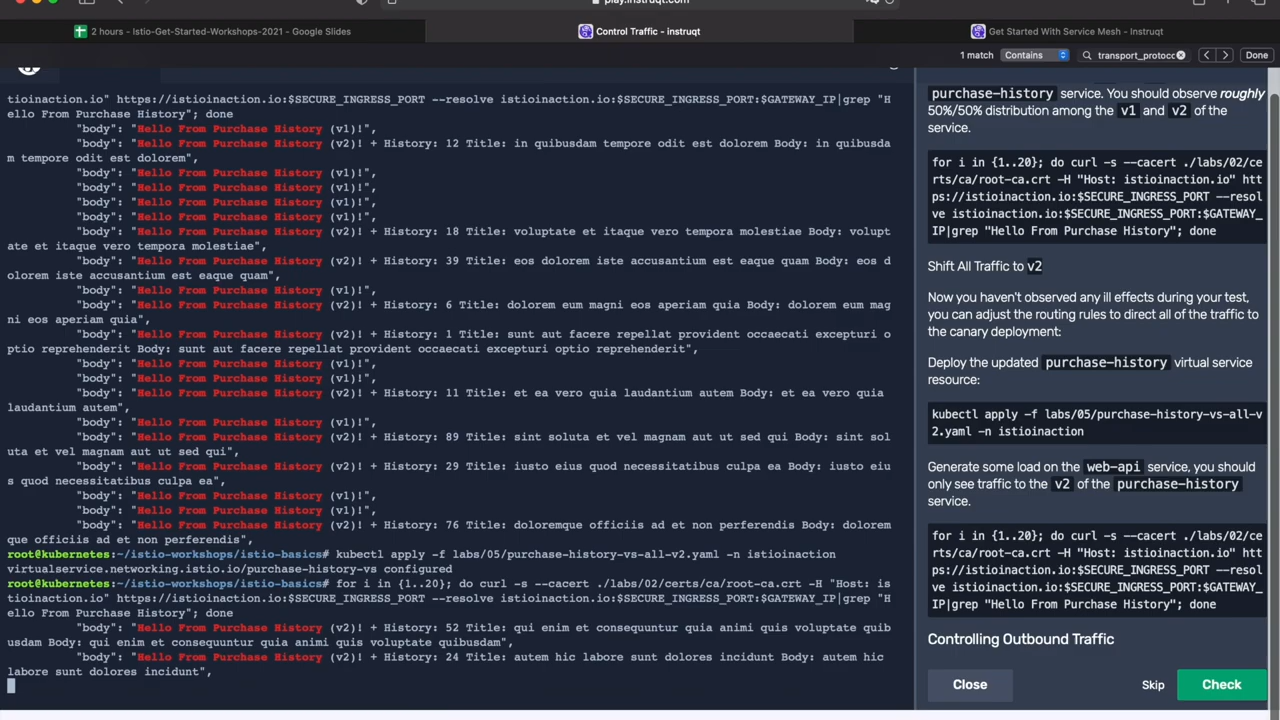 play.instruqt.com
2 hours - Istio-Get-Started-Workshops-2021 - Google Slides
Control Traffic - instruqt
Get Started With Service Mesh - Instruqt
1 match
Contains
transport_protocc
Done
tioinaction.io" https://istioinaction.io:$SECURE_INGRESS_PORT --resolve istioinaction.io:$SECURE_INGRESS_PORT:$GATEWAY_IP|grep "H
ello From Purchase History"; done
"body": "Hello From Purchase History (v1)!",
"body": "Hello From Purchase History (v2)! + History: 12 Title: in quibusdam tempore odit est dolorem Body: in quibusda
m tempore odit est dolorem",
"body": "Hello From Purchase History (v1)!",
"body": "Hello From Purchase History (v1)!",
"body": "Hello From Purchase History (v1)!",
"body": "Hello From Purchase History (v1)!",
"body": "Hello From Purchase History (v2)! + History: 18 Title: voluptate et itaque vero tempora molestiae Body: volupt
ate et itaque vero tempora molestiae",
"body": "Hello From Purchase History (v1)!",
"body": "Hello From Purchase History (v2)! + History: 39 Title: eos dolorem iste accusantium est eaque quam Body: eos d
olorem iste accusantium est eaque quam",
"body": "Hello From Purchase History (v1)!",
"body": "Hello From Purchase History (v2)! + History: 6 Title: dolorem eum magni eos aperiam quia Body: dolorem eum mag
ni eos aperiam quia",
"body": "Hello From Purchase History (v2)! + History: 1 Title: sunt aut facere repellat provident occaecati excepturi o
ptio reprehenderit Body: sunt aut facere repellat provident occaecati excepturi optio reprehenderit",
"body": "Hello From Purchase History (v1)!",
"body": "Hello From Purchase History (v1)!",
"body": "Hello From Purchase History (v2)! + History: 11 Title: et ea vero quia laudantium autem Body: et ea vero quia
laudantium autem",
"body": "Hello From Purchase History (v1)!",
"body": "Hello From Purchase History (v2)! + History: 89 Title: sint soluta et vel magnam aut ut sed qui Body: sint sol
uta et vel magnam aut ut sed qui",
"body": "Hello From Purchase History (v2)! + History: 29 Title: iusto eius quod necessitatibus culpa ea Body: iusto eiu
s quod necessitatibus culpa ea",
"body": "Hello From Purchase History (v1)!",
"body": "Hello From Purchase History (v1)!",
"body": "Hello From Purchase History (v2)! + History: 76 Title: doloremque officiis ad et non perferendis Body: dolorem
que officiis ad et non perferendis",
root@kubernetes:~/istio-workshops/istio-basics# kubectl apply -f labs/05/purchase-history-vs-all-v2.yaml -n istioinaction
virtualservice.networking.istio.io/purchase-history-vs configured
root@kubernetes:~/istio-workshops/istio-basics# for i in {1..20}; do curl -s --cacert ./labs/02/certs/ca/root-ca.crt -H "Host: is
tioinaction.io" https://istioinaction.io:$SECURE_INGRESS_PORT --resolve istioinaction.io:$SECURE_INGRESS_PORT:$GATEWAY_IP|grep "H
ello From Purchase History"; done
"body": "Hello From Purchase History (v2)! + History: 52 Title: qui enim et consequuntur quia animi quis voluptate quib
usdam Body: qui enim et consequuntur quia animi quis voluptate quibusdam",
"body": "Hello From Purchase History (v2)! + History: 24 Title: autem hic labore sunt dolores incidunt Body: autem hic
labore sunt dolores incidunt",
purchase-history service. You should observe roughly
50%/50% distribution among the v1 and v2 of the
service.
for i in {1..20}; do curl -s --cacert ./labs/02/ce
rts/ca/root-ca.crt -H "Host: istioinaction.io" htt
ps://istioinaction.io:$SECURE_INGRESS_PORT --resol
ve istioinaction.io:$SECURE_INGRESS_PORT:$GATEWAY_
IP|grep "Hello From Purchase History"; done
Shift All Traffic to v2
Now you haven't observed any ill effects during your test,
you can adjust the routing rules to direct all of the traffic to
the canary deployment:
Deploy the updated purchase-history virtual service
resource:
kubectl apply -f labs/05/purchase-history-vs-all-v
2.yaml -n istioinaction
Generate some load on the web-api service, you should
only see traffic to the v2 of the purchase-history
service.
for i in {1..20}; do curl -s --cacert ./labs/02/ce
rts/ca/root-ca.crt -H "Host: istioinaction.io" htt
ps://istioinaction.io:$SECURE_INGRESS_PORT --resol
ve istioinaction.io:$SECURE_INGRESS_PORT:$GATEWAY_
IP|grep "Hello From Purchase History"; done
Controlling Outbound Traffic
Close
Skip
Check